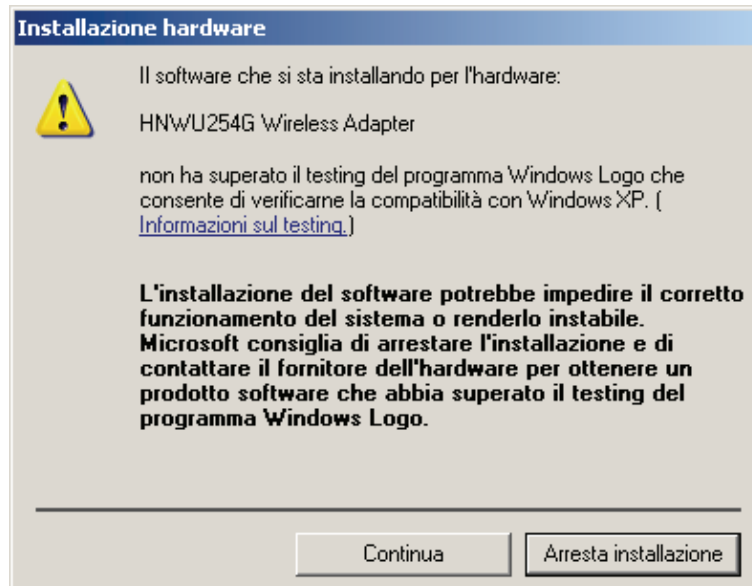 Installazione hardware
Il software che si sta installando per l'hardware:
HNWU254G Wireless Adapter
non ha superato il testing del programma Windows Logo che
consente di verificarne la compatibilità con Windows XP. (
Informazioni sul testing.)
L'installazione del software potrebbe impedire il corretto
funzionamento del sistema o renderlo instabile.
Microsoft consiglia di arrestare l'installazione e di
contattare il fornitore dell'hardware per ottenere un
prodotto software che abbia superato il testing del
programma Windows Logo.
Continua
Arresta installazione